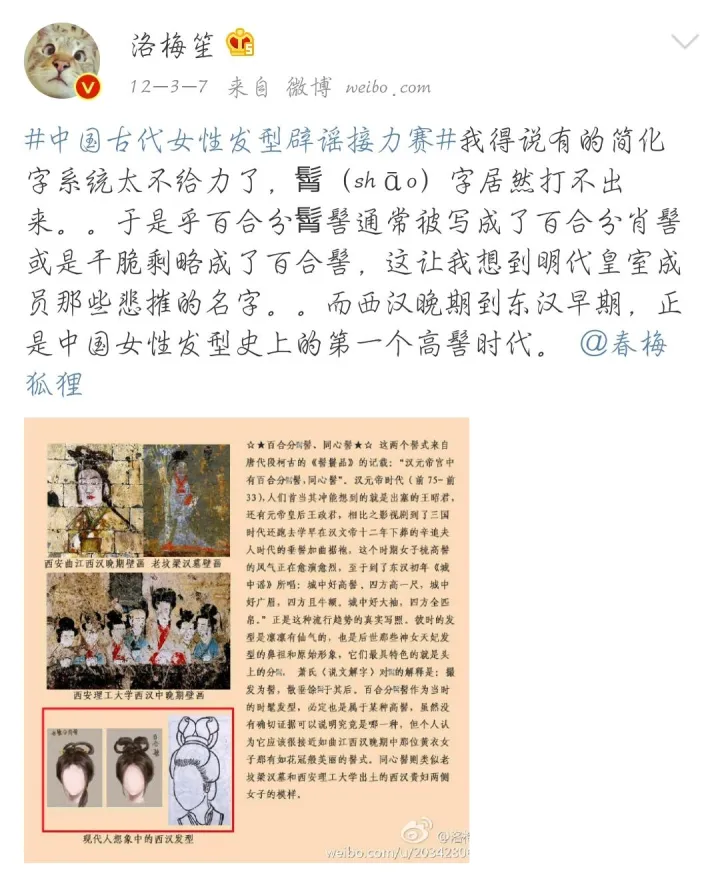 洛梅笙
12-3-7 来自 微博 weibo.com
#中国古代女性发型辟谣接力赛#我得说有的简化
字系统太不给力了，髾（shāo）字居然打不出
来。。于是乎百合分髾髻通常被写成了百合分肖髻
或是干脆剩略成了百合髻，这让我想到明代皇室成
员那些悲摧的名字。。而西汉晚期到东汉早期，正
是中国女性发型史上的第一个高髻时代。 @春梅
狐狸
西安曲江西汉晚期壁画 老坟梁汉墓壁画
西安理工大学西汉中晚期壁画
现代人想象中的西汉发型
☆★百合分髾髻、同心髻★☆ 这两个髻式来自
唐代段柯古的《髻鬟品》的记载：“汉元帝宫中
有百合分髾髻，同心髻”。汉元帝时代（前75-前
33），人们首当其冲能想到的就是出塞的王昭君，
还有元帝皇后王政君，相比之影视剧到了三国
时代还跑去学早在汉文帝十二年下葬的辛追夫
人时代的垂髻加曲裾袍，这个时期女子梳高髻
的风气正在愈演愈烈，至于到了东汉初年《城
中谣》所唱：城中好高髻，四方高一尺，城中
好广眉，四方且半额，城中好大袖，四方全匹
帛。”正是这种流行趋势的真实写照，彼时的发
型是凛凛有仙气的，也是后世那些神女天妃发
型的鼻祖和原始形象，它们最具特色的就是头
上的分髾， 萧氏《说文解字》对髾的解释是：撮
发为髻，散垂馀髾于其后。百合分髾髻作为当时
的时髦发型，必定也是属于某种高髻，虽然没
有确切证据可以说明究竟是哪一种，但个人认
为它应该很接近如曲江西汉晚期中那位黄衣女
子那有如花冠般美丽的髻式。同心髻则类似老
坟梁汉墓和西安理工大学出土的西汉贵妇两侧
女子的模样。
weibo.com/u/2034280